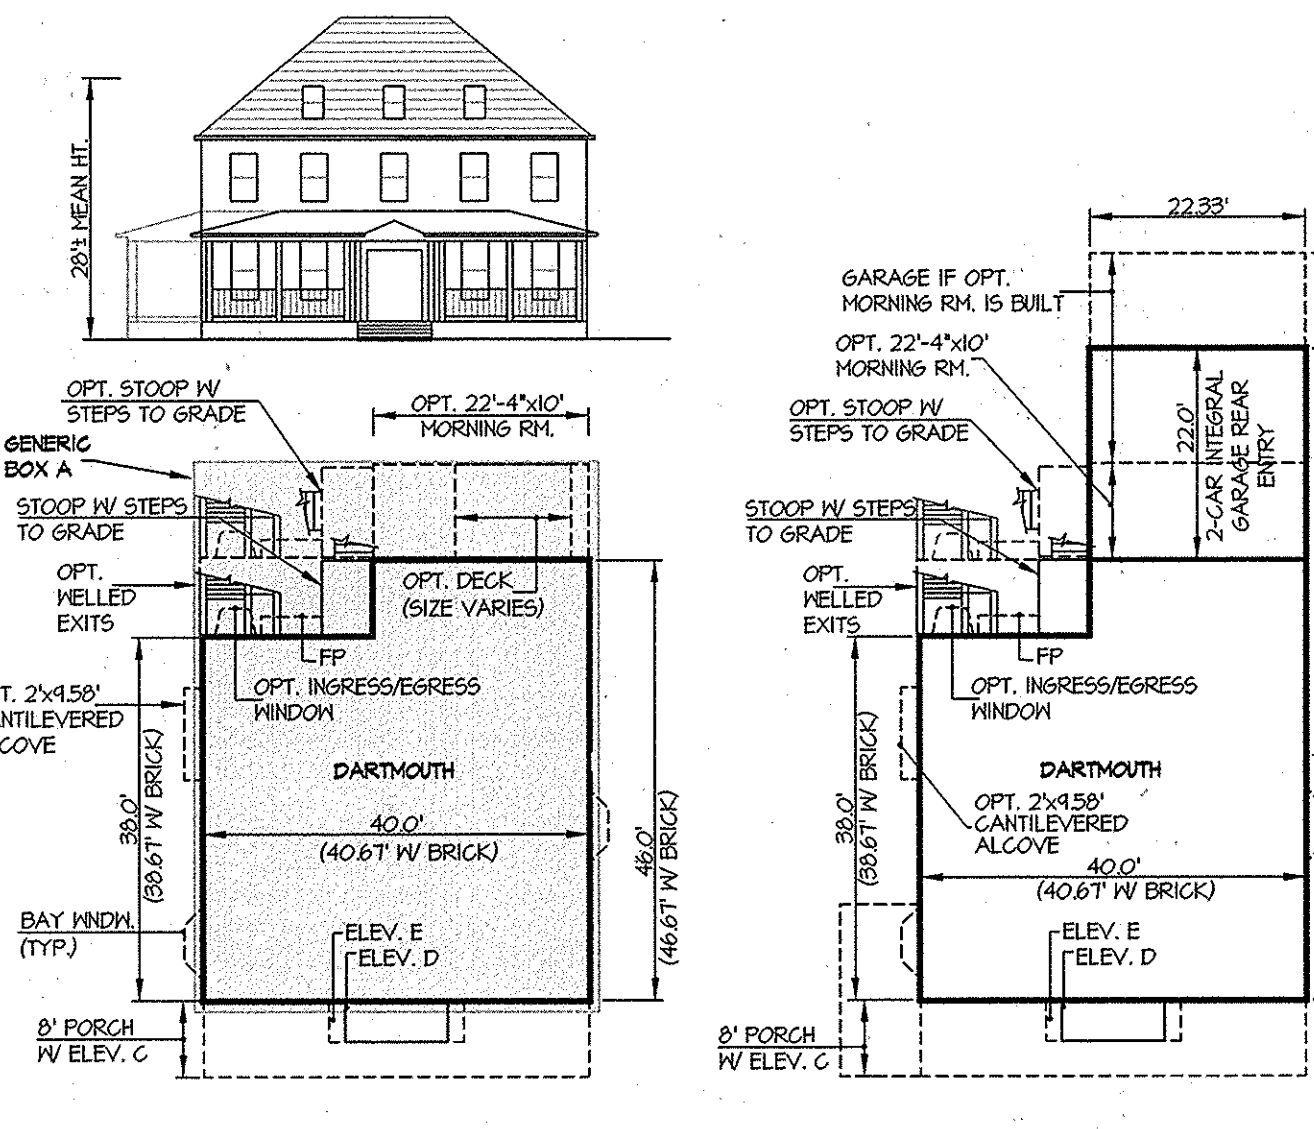 28'± MEAN HT.
OPT. STOOP W/
STEPS TO GRADE
OPT. 22'-4"x10'
MORNING RM.
GENERIC
BOX A
STOOP W/ STEPS
TO GRADE
OPT.
WELLED
EXITS
OPT. DECK
(SIZE VARIES)
FP
OPT. INGRESS/EGRESS
WINDOW
T. 2'x9.58'
ANTILEVERED
COVE
DARTMOUTH
38.0'
(38.67' W/ BRICK)
40.0'
(40.67' W/ BRICK)
46.0'
(46.67' W/ BRICK)
BAY WNDW.
(TYP.)
ELEV. E
ELEV. D
8' PORCH
W/ ELEV. C
22.33'
GARAGE IF OPT.
MORNING RM. IS BUILT
OPT. 22'-4"x10'
MORNING RM.
OPT. STOOP W/
STEPS TO GRADE
22.0'
2-CAR INTEGRAL
GARAGE REAR
ENTRY
STOOP W/ STEPS
TO GRADE
OPT.
WELLED
EXITS
FP
OPT. INGRESS/EGRESS
WINDOW
DARTMOUTH
38.0'
(38.67' W/ BRICK)
OPT. 2'x9.58'
CANTILEVERED
ALCOVE
40.0'
(40.67' W/ BRICK)
ELEV. E
ELEV. D
8' PORCH
W/ ELEV. C